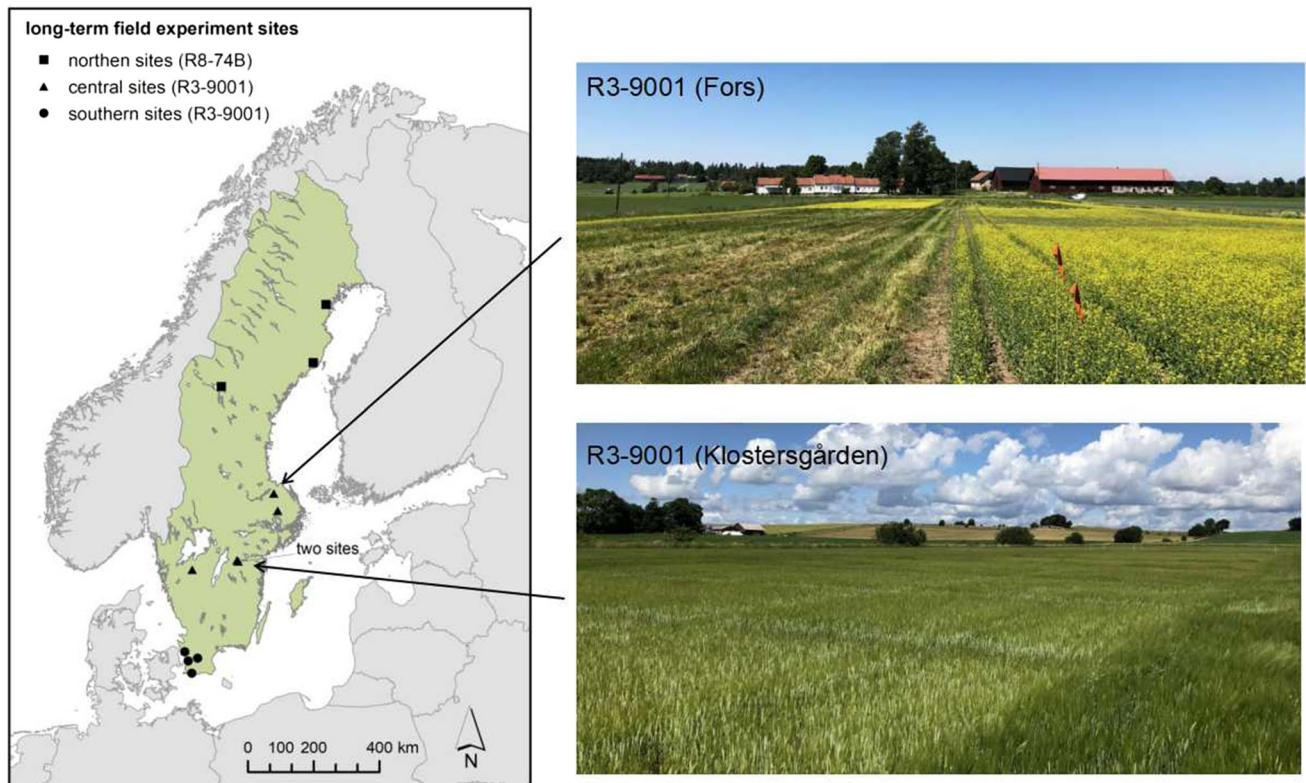 long-term field experiment sites
northen sites (R8-74B)
central sites (R3-9001)
southern sites (R3-9001)
two sites
0 100 200 400 km
N
R3-9001 (Fors)
R3-9001 (Klostersgården)